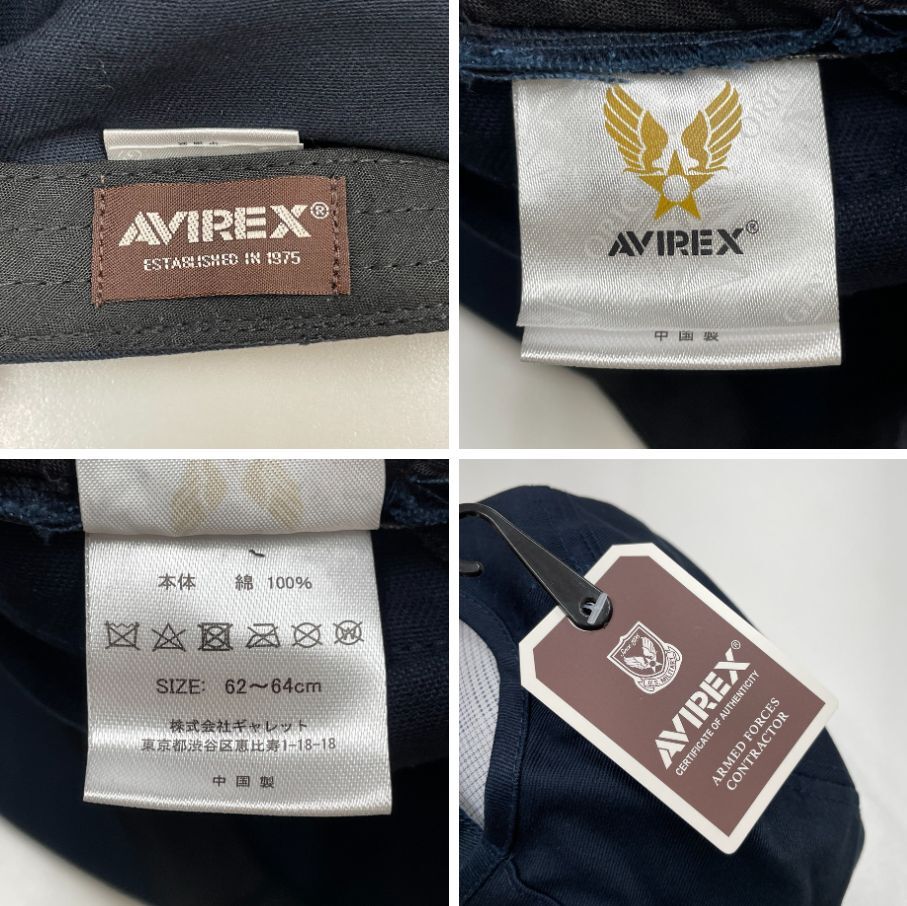 AVIREX®
ESTABLISHED IN 1975
AVIREX®
中国製
本体 綿 100%
SIZE: 62～64cm
株式会社ギャレット
東京都渋谷区恵比寿1-18-18
中国製
AVIREX®
CERTIFICATE OF AUTHENTICITY
ARMED FORCES
CONTRACTOR